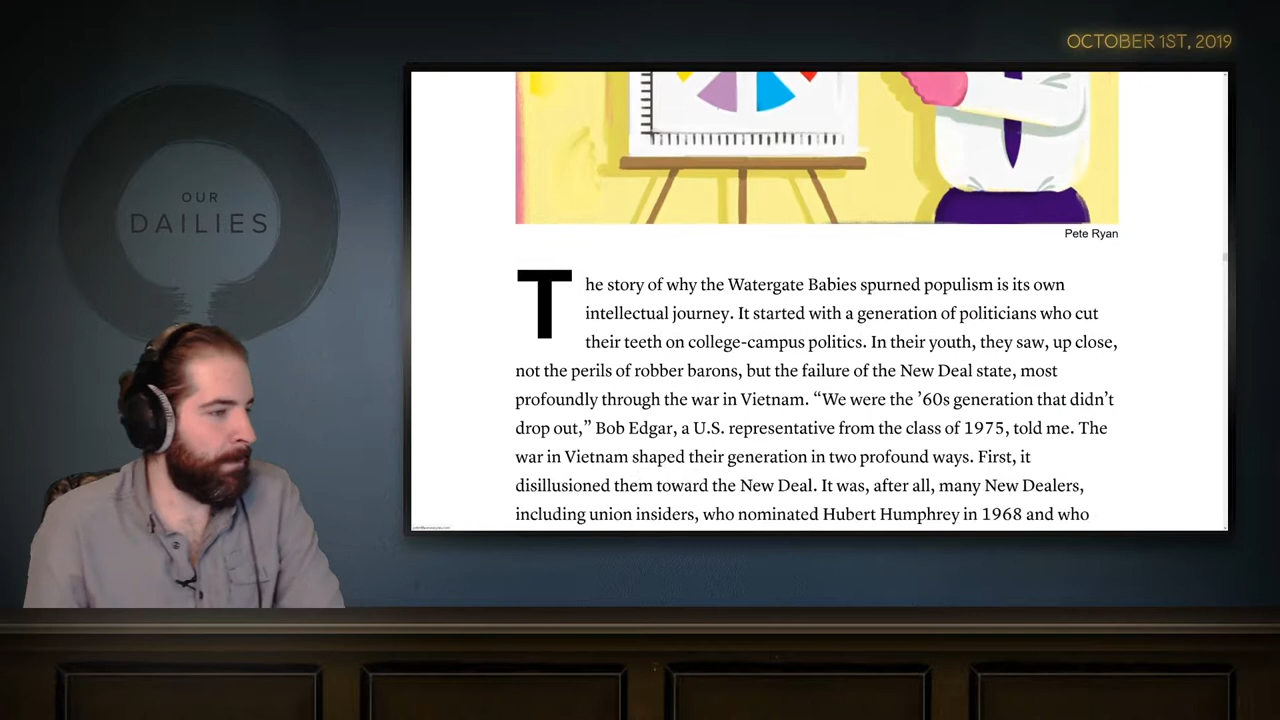 OCTOBER 1ST, 2019
OUR
DAILIES
Pete Ryan
The story of why the Watergate Babies spurned populism is its own
intellectual journey. It started with a generation of politicians who cut
their teeth on college-campus politics. In their youth, they saw, up close,
not the perils of robber barons, but the failure of the New Deal state, most
profoundly through the war in Vietnam. “We were the ’60s generation that didn’t
drop out,” Bob Edgar, a U.S. representative from the class of 1975, told me. The
war in Vietnam shaped their generation in two profound ways. First, it
disillusioned them toward the New Deal. It was, after all, many New Dealers,
including union insiders, who nominated Hubert Humphrey in 1968 and who